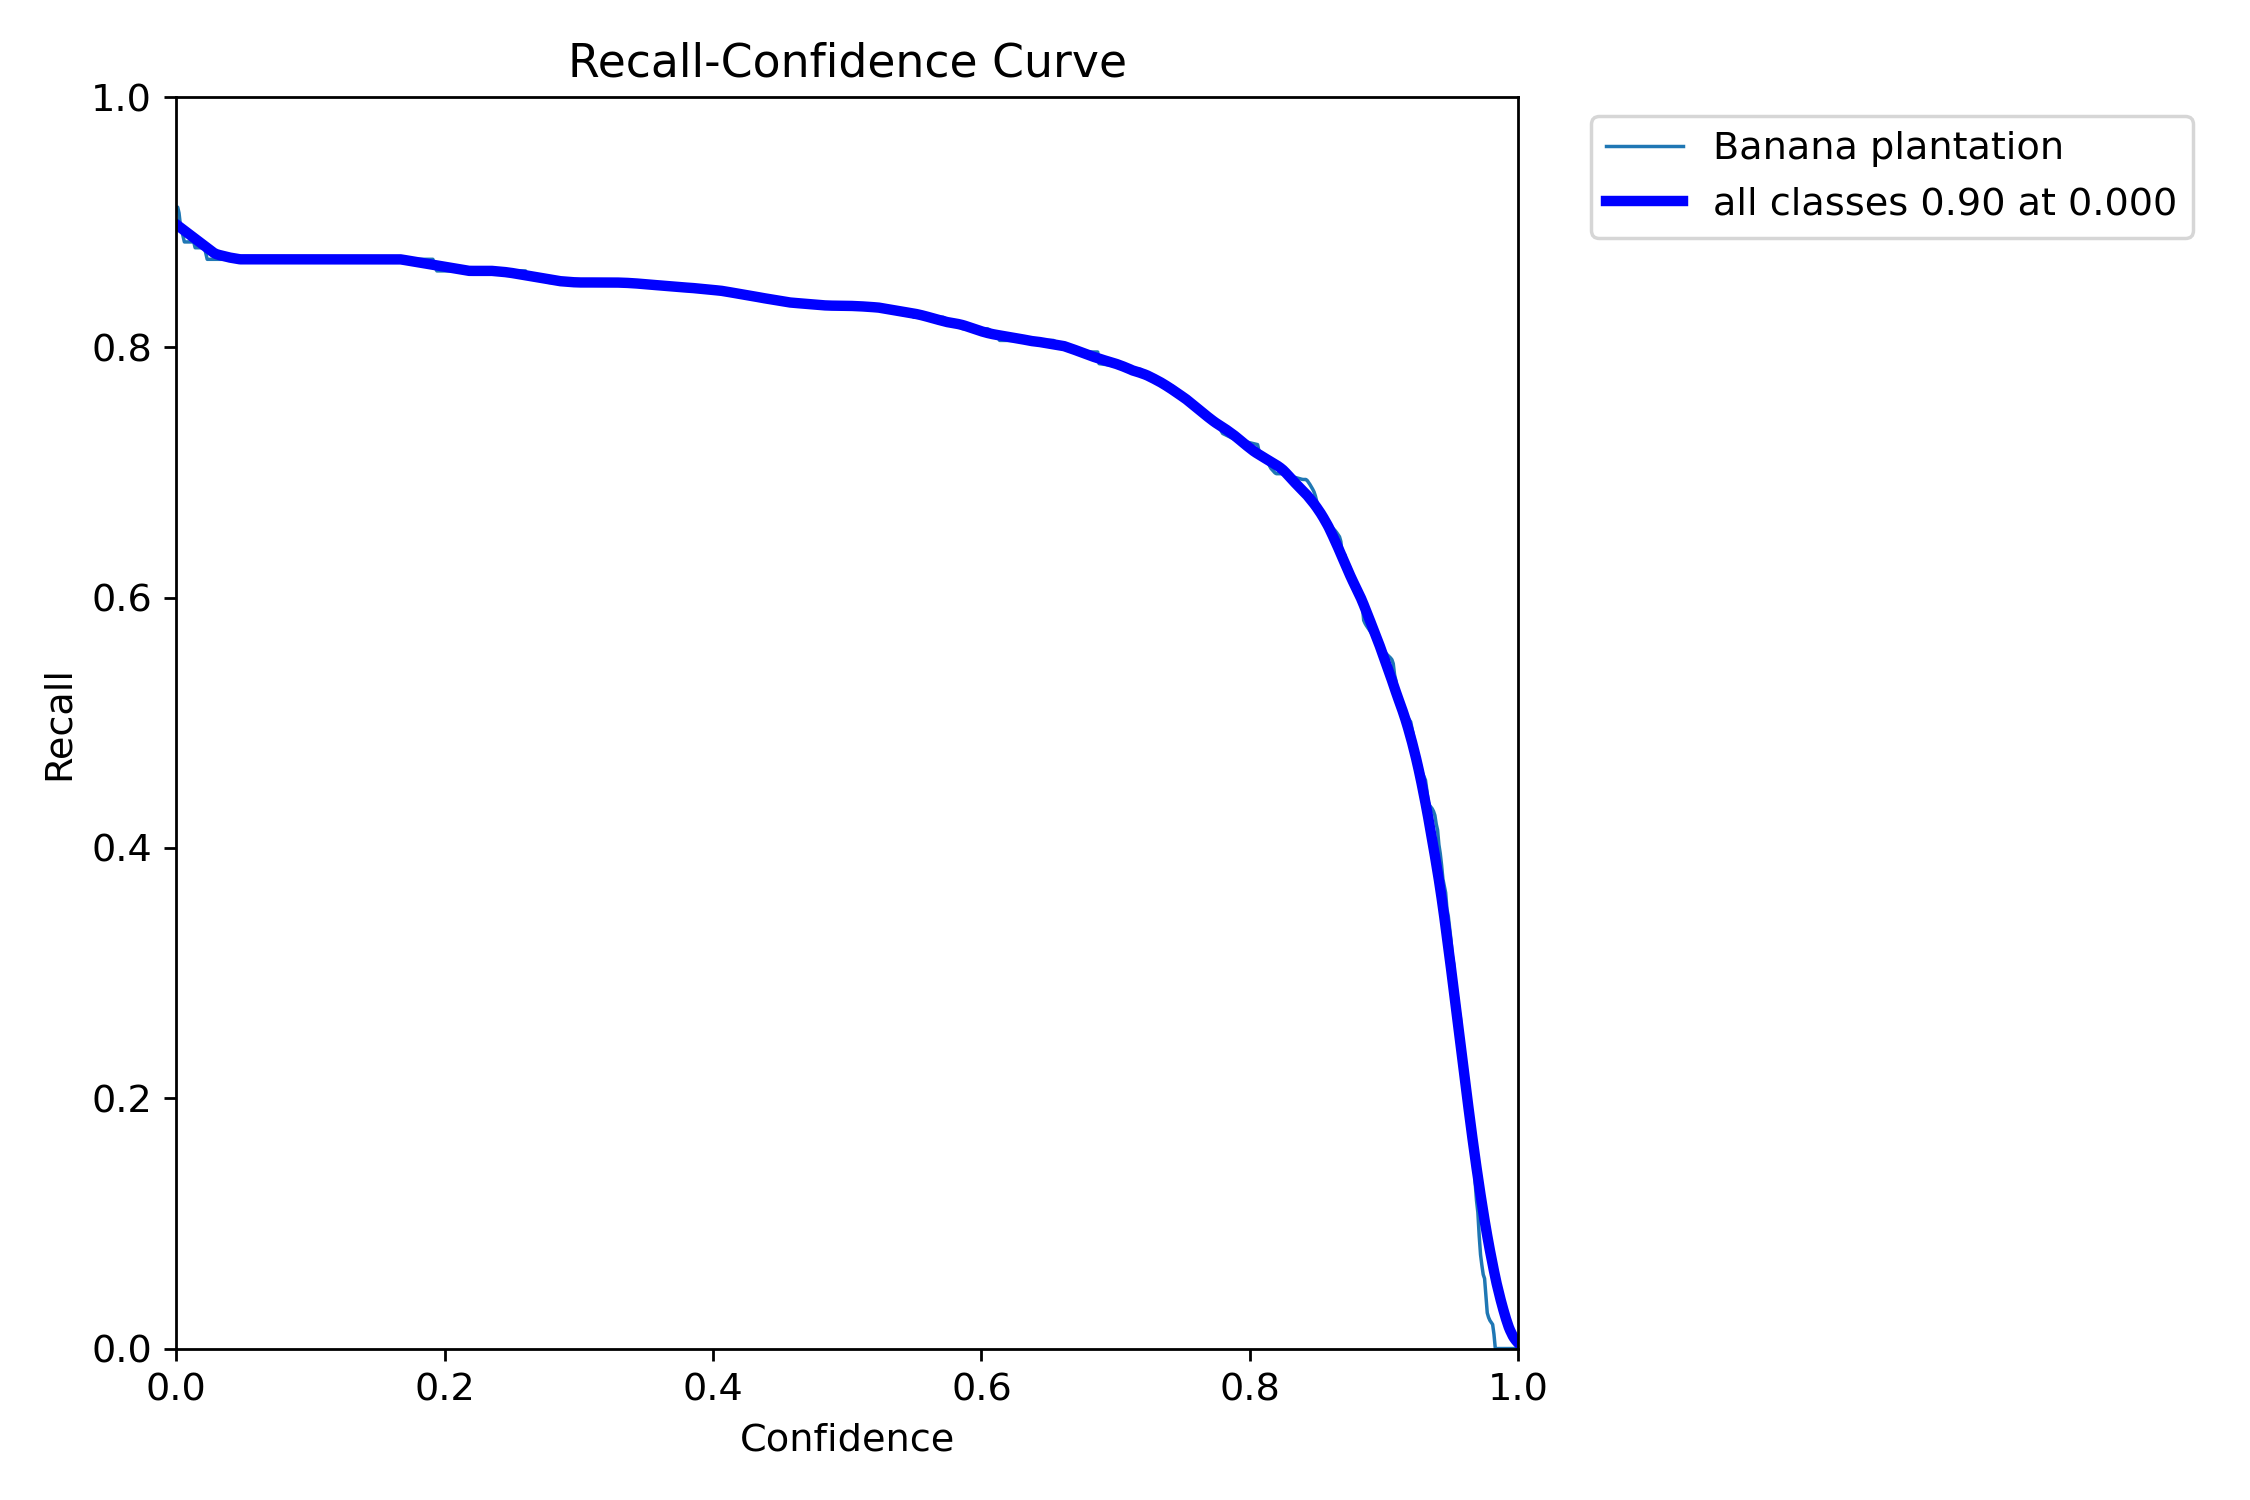 Recall-Confidence Curve
1.0
0.8
0.6
0.4
0.2
0.0
Recall
0.0 0.2 0.4 0.6 0.8 1.0
Confidence
Banana plantation
all classes 0.90 at 0.000